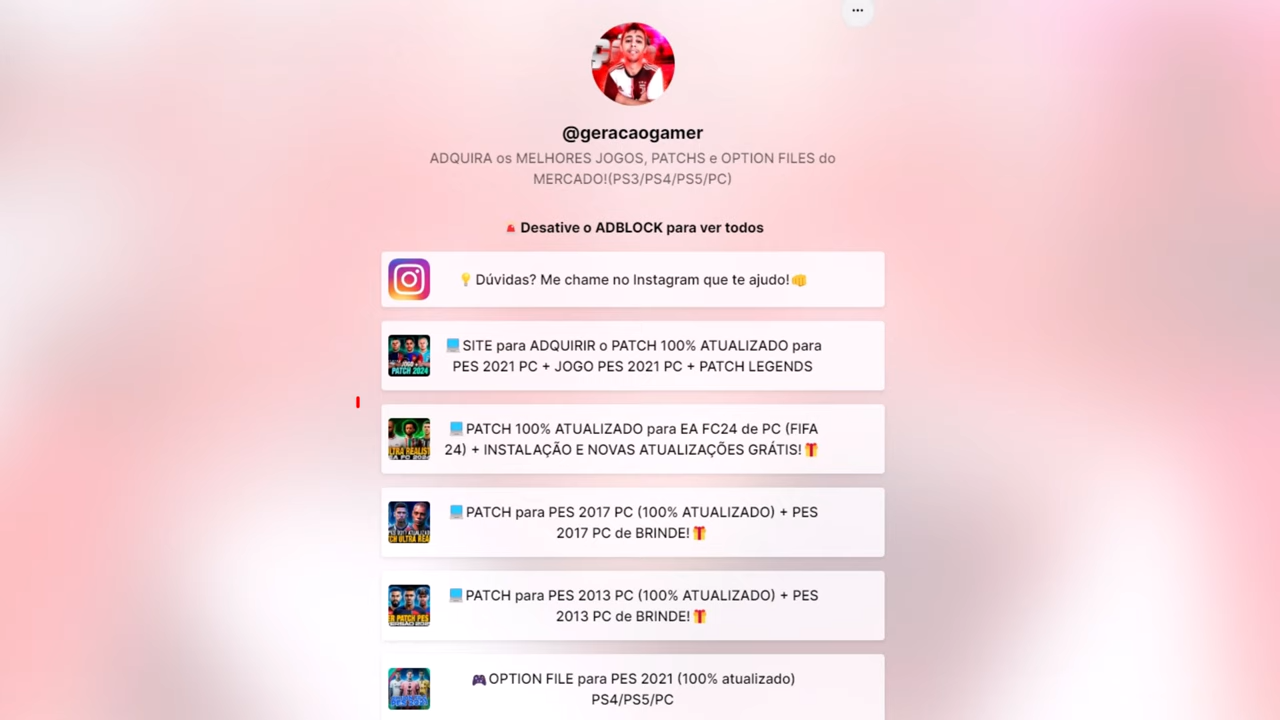 @geracaogamer
ADQUIRA os MELHORES JOGOS, PATCHS e OPTION FILES do
MERCADO!(PS3/PS4/PS5/PC)
🚨 Desative o ADBLOCK para ver todos
💡Dúvidas? Me chame no Instagram que te ajudo!👊
💻SITE para ADQUIRIR o PATCH 100% ATUALIZADO para
PES 2021 PC + JOGO PES 2021 PC + PATCH LEGENDS
JOGO +
PATCH 2024
💻PATCH 100% ATUALIZADO para EA FC24 de PC (FIFA
24) + INSTALAÇÃO E NOVAS ATUALIZAÇÕES GRÁTIS!🎁
💻PATCH para PES 2017 PC (100% ATUALIZADO) + PES
2017 PC de BRINDE!🎁
💻PATCH para PES 2013 PC (100% ATUALIZADO) + PES
2013 PC de BRINDE!🎁
🎮OPTION FILE para PES 2021 (100% atualizado)
PS4/PS5/PC